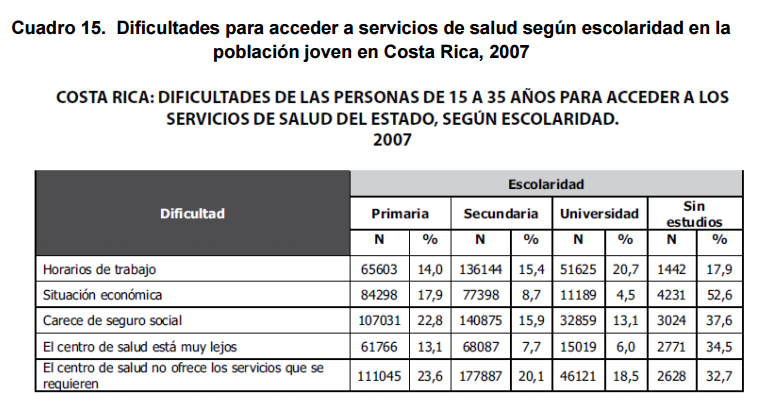 Cuadro 15. Dificultades para acceder a servicios de salud según escolaridad en la
población joven en Costa Rica, 2007
COSTA RICA: DIFICULTADES DE LAS PERSONAS DE 15 A 35 AÑOS PARA ACCEDER A LOS
SERVICIOS DE SALUD DEL ESTADO, SEGÚN ESCOLARIDAD.
2007
Dificultad Escolaridad
Primaria Secundaria Universidad Sin
estudios
N % N % N % N %
Horarios de trabajo 65603 14,0 136144 15,4 51625 20,7 1442 17,9
Situación económica 84298 17,9 77398 8,7 11189 4,5 4231 52,6
Carece de seguro social 107031 22,8 140875 15,9 32859 13,1 3024 37,6
El centro de salud está muy lejos 61766 13,1 68087 7,7 15019 6,0 2771 34,5
El centro de salud no ofrece los servicios que se
requieren 111045 23,6 177887 20,1 46121 18,5 2628 32,7